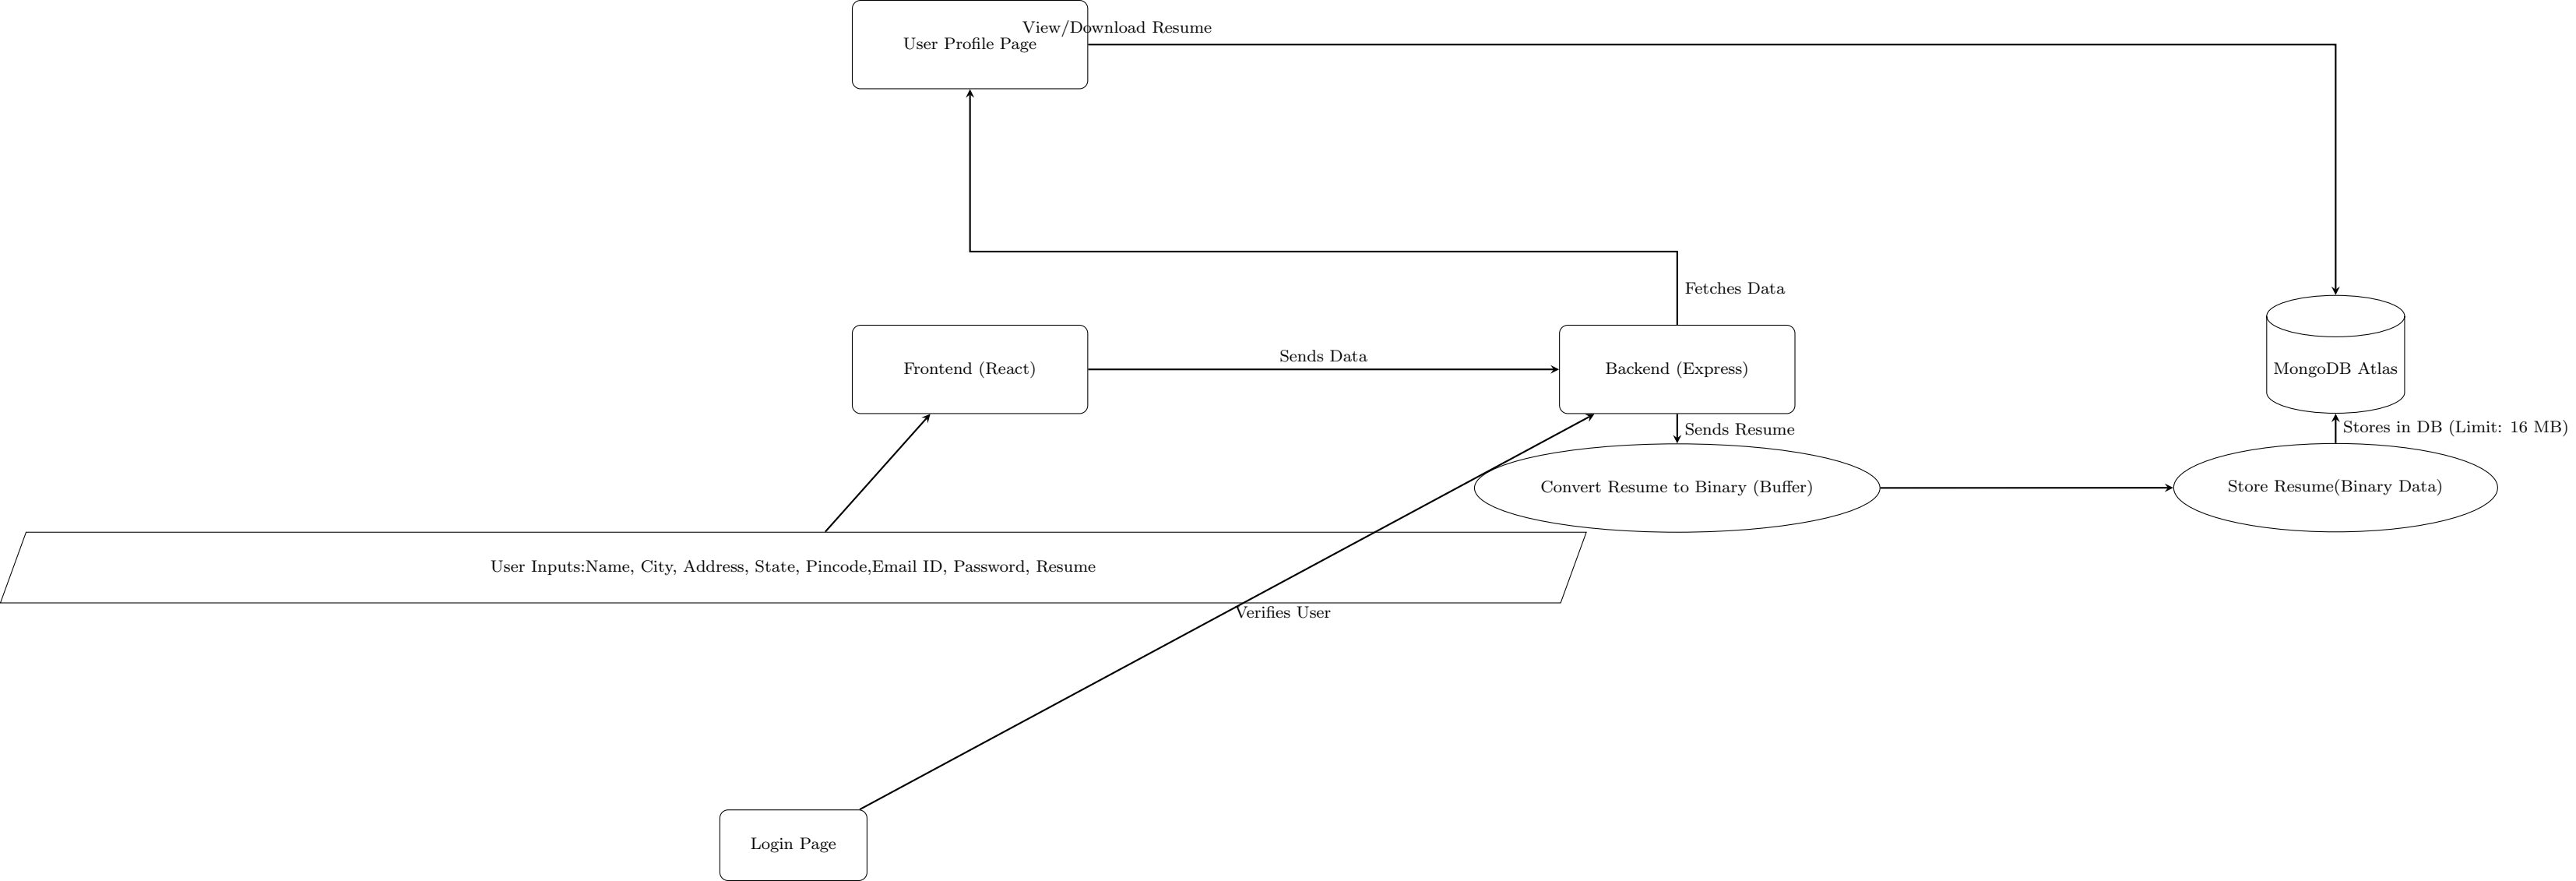 View/Download Resume
User Profile Page
Fetches Data
Sends Data
Frontend (React)
Backend (Express)
MongoDB Atlas
Sends Resume
Stores in DB (Limit: 16 MB)
Convert Resume to Binary (Buffer)
Store Resume(Binary Data)
User Inputs:Name, City, Address, State, Pincode,Email ID, Password, Resume
Verifies User
Login Page